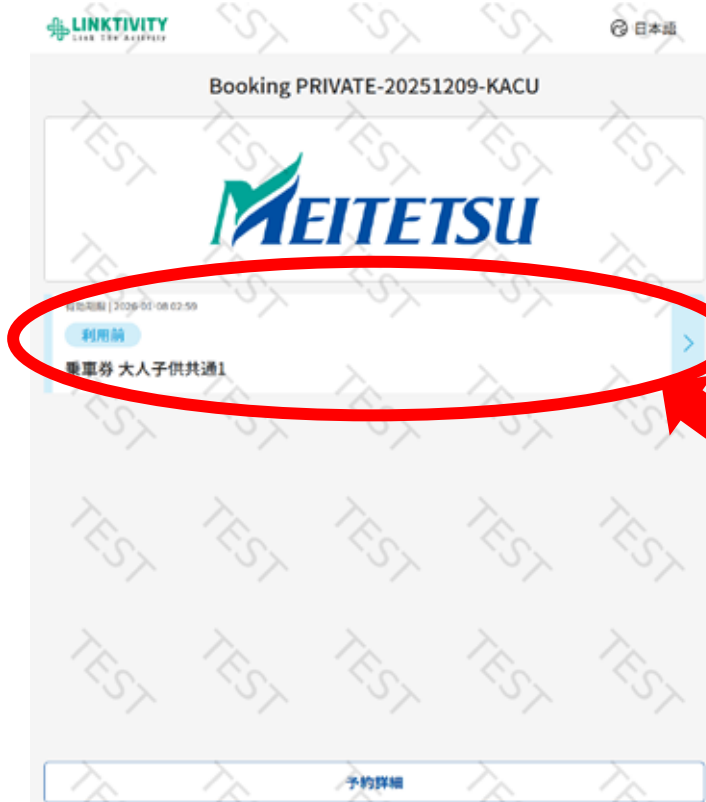 LINKTIVITY
Link The Activity
日本語
Booking PRIVATE-20251209-KACU
MEITETSU
有効期限 | 2026-01-08 02:59
利用前
乗車券 大人子供共通1
予約詳細
TEST